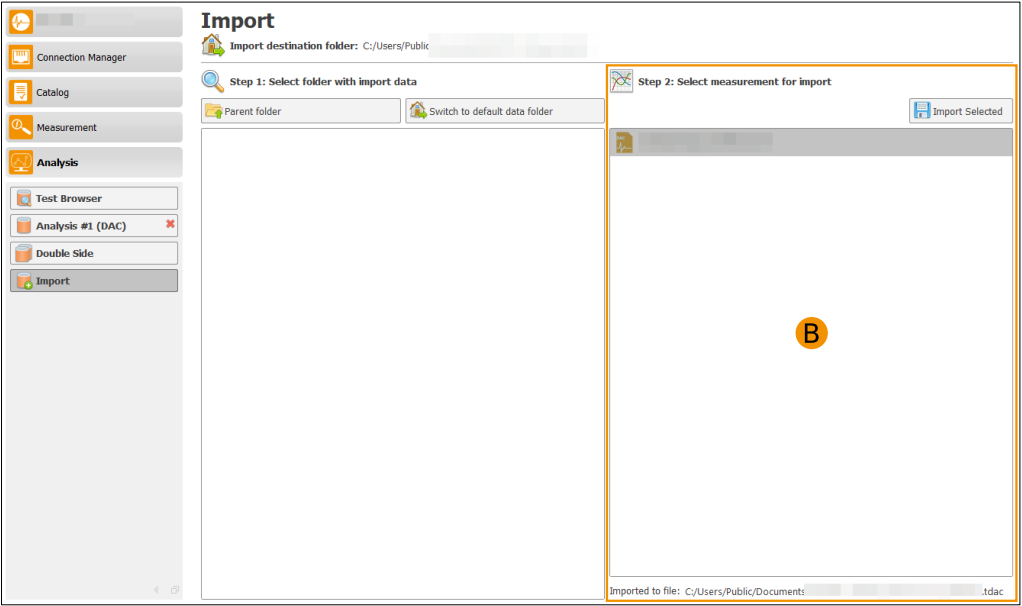 Import
Import destination folder: C:/Users/Public
Connection Manager
Catalog
Measurement
Analysis
Test Browser
Analysis #1 (DAC)
Double Side
Import
Step 1: Select folder with import data
Parent folder
Switch to default data folder
Step 2: Select measurement for import
Import Selected
B
Imported to file: C:/Users/Public/Documents .tdac